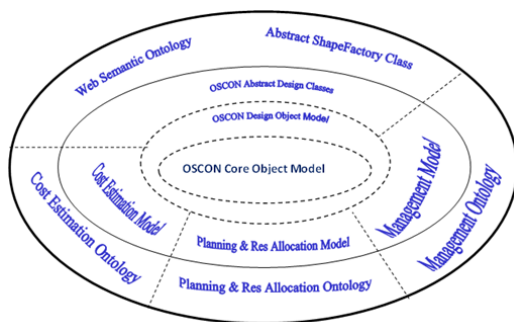 Web Semantic Ontology
Abstract ShapeFactory Class
OSCON Abstract Design Classes
OSCON Design Object Model
OSCON Core Object Model
Cost Estimation Model
Cost Estimation Ontology
Management Model
Management Ontology
Planning & Res Allocation Model
Planning & Res Allocation Ontology